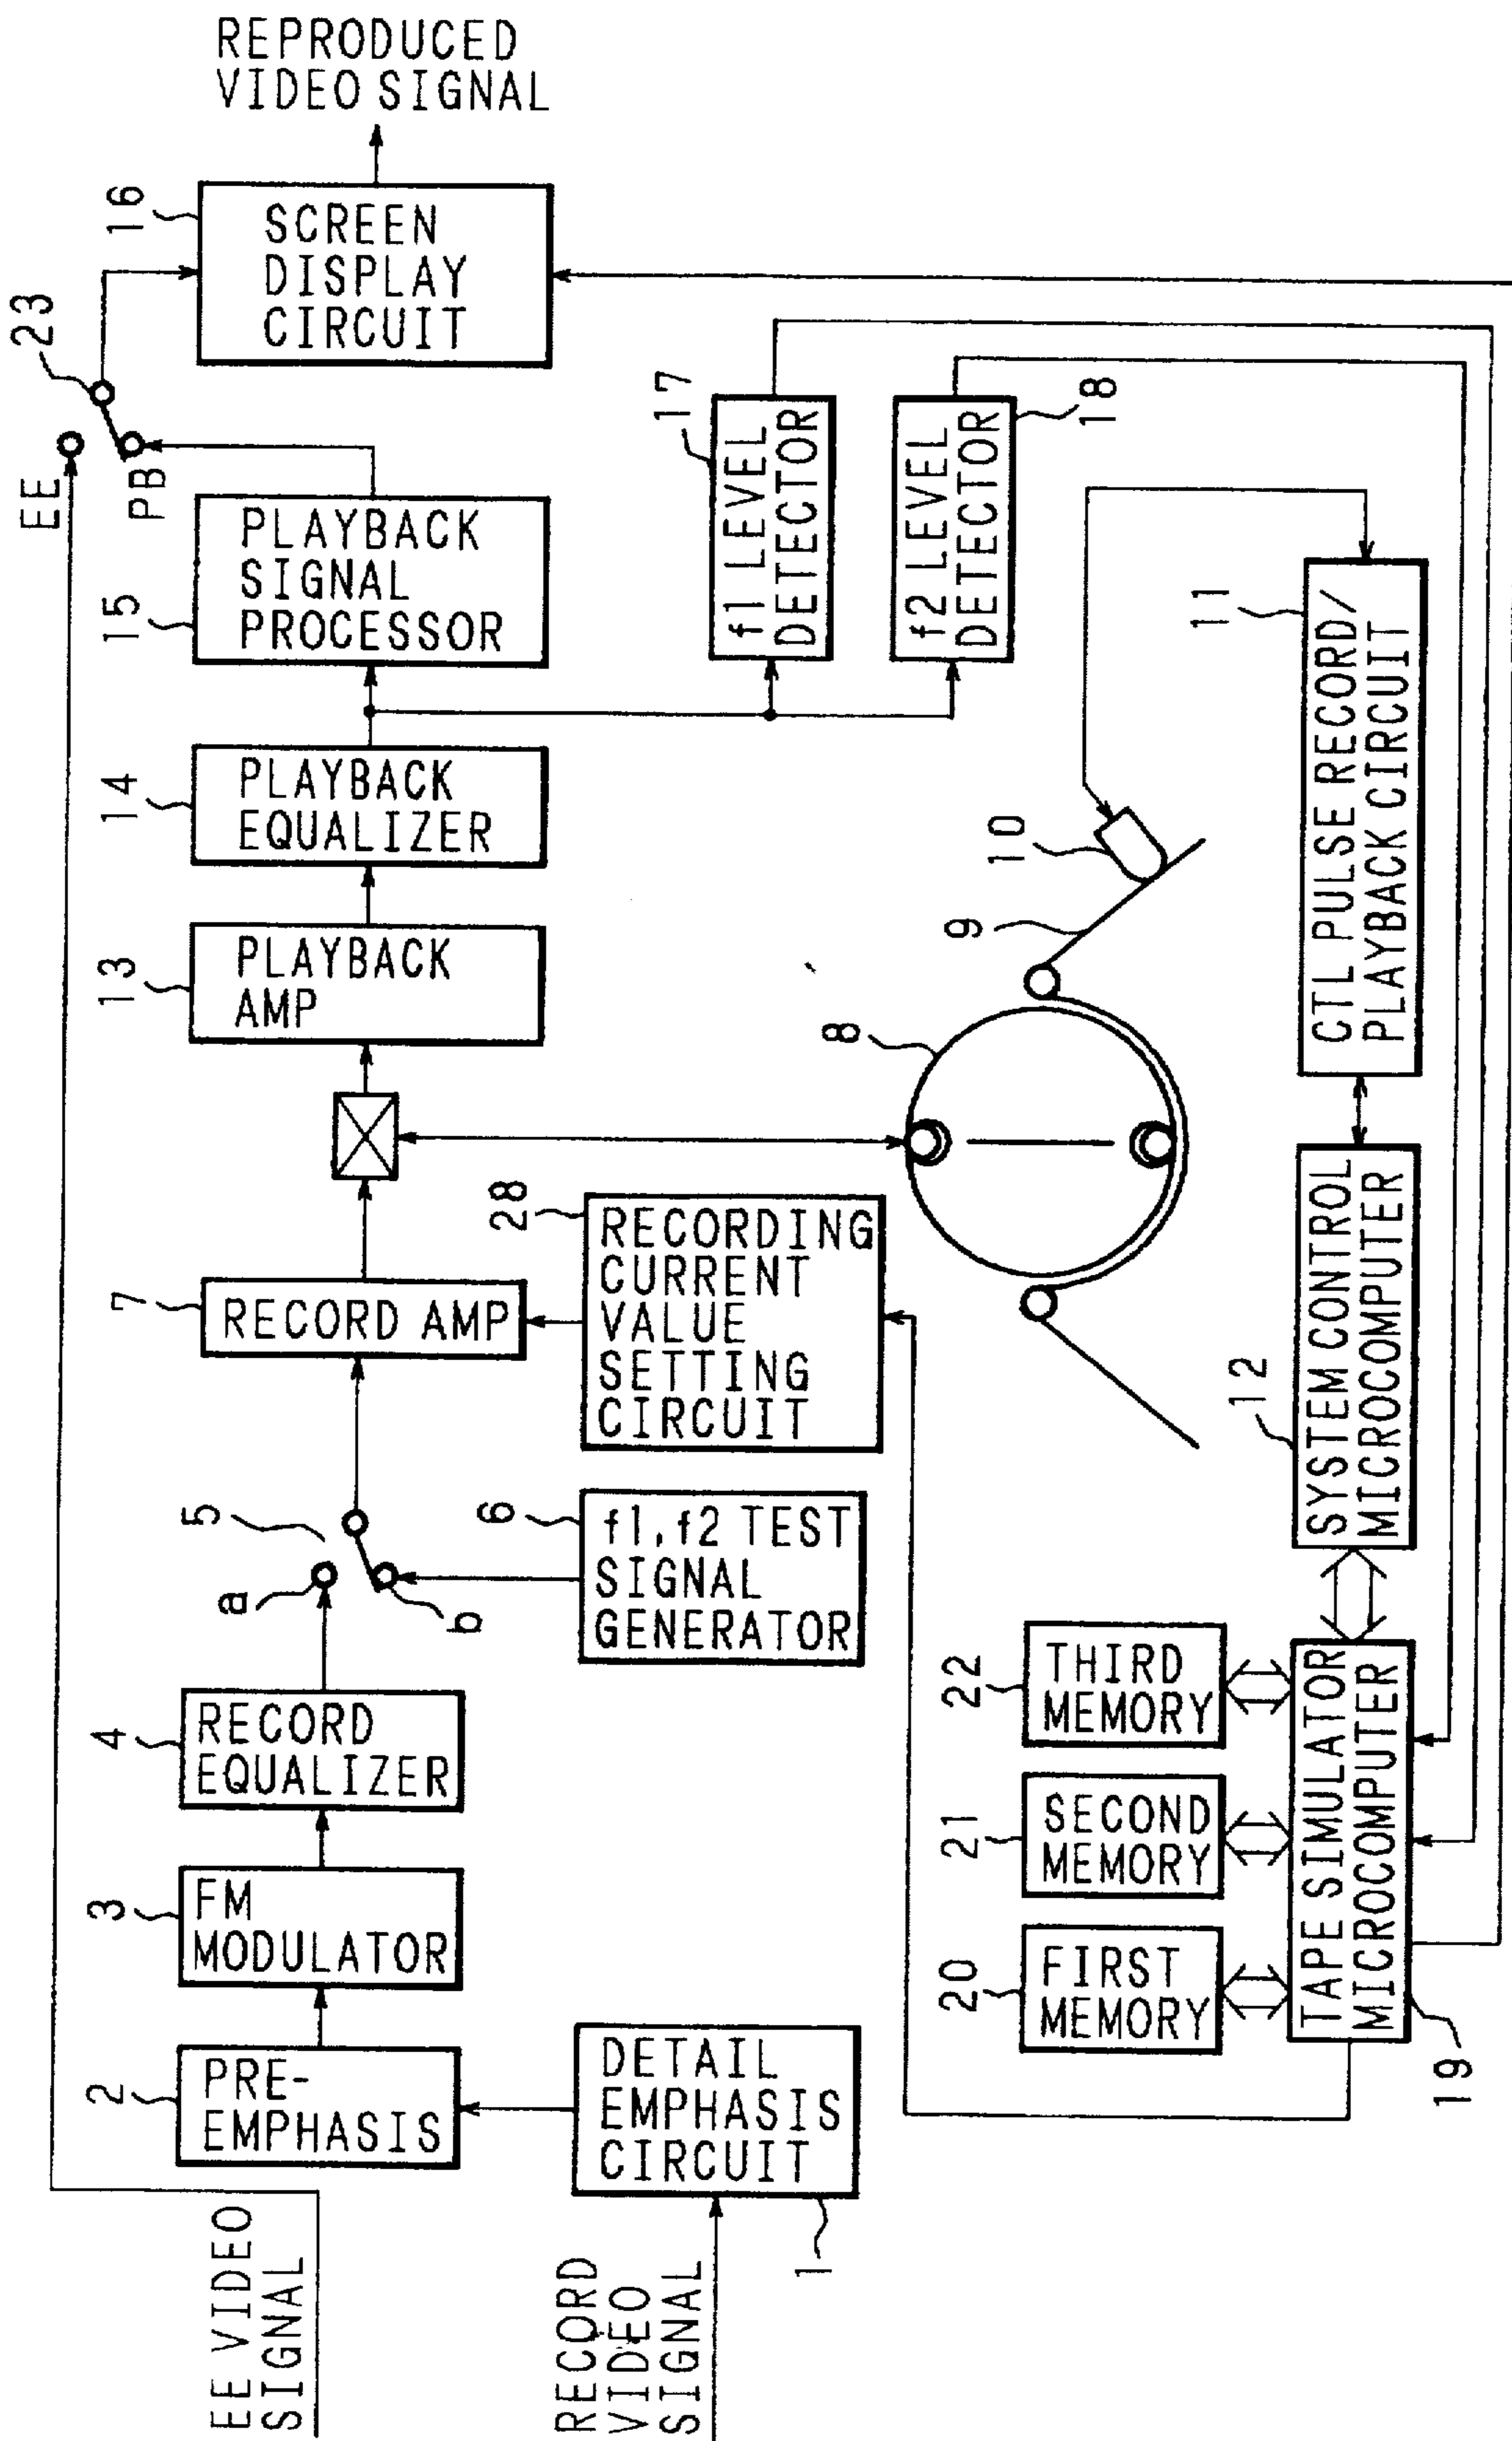 EE VIDEO
SIGNAL
RECORD
VIDEO
SIGNAL
1
DETAIL
EMPHASIS
CIRCUIT
2
PRE-
EMPHASIS
3
FM
MODULATOR
4
RECORD
EQUALIZER
a
5
b
6
f1,f2 TEST
SIGNAL
GENERATOR
7
RECORD AMP
28
RECORDING
CURRENT
VALUE
SETTING
CIRCUIT
13
PLAYBACK
AMP
14
PLAYBACK
EQUALIZER
15
PLAYBACK
SIGNAL
PROCESSOR
EE
PB
23
16
SCREEN
DISPLAY
CIRCUIT
REPRODUCED
VIDEO SIGNAL
17
f1 LEVEL
DETECTOR
f2 LEVEL
DETECTOR
18
8
9
10
11
CTL PULSE RECORD/
PLAYBACK CIRCUIT
12
SYSTEM CONTROL
MICROCOMPUTER
20
FIRST
MEMORY
21
SECOND
MEMORY
22
THIRD
MEMORY
TAPE SIMULATOR
MICROCOMPUTER
19